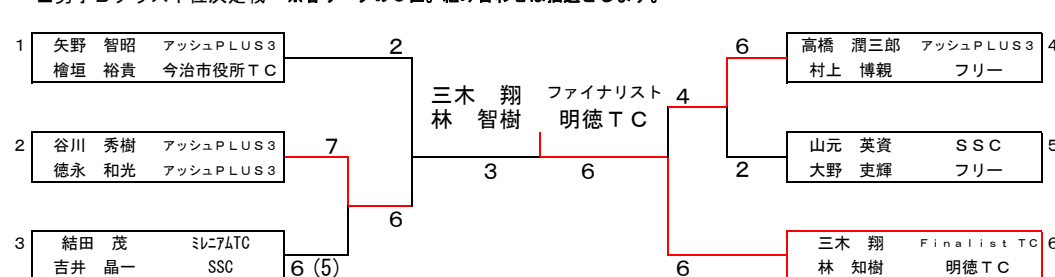 1 矢野 智昭 アッシュPLUS3
檜垣 裕貴 今治市役所TC
2
2 谷川 秀樹 アッシュPLUS3
徳永 和光 アッシュPLUS3
7
3 結田 茂 ミレニアムTC
吉井 晶一 SSC
6 (5)
6
三木 翔 ファイナリスト
林 智樹 明徳TC
3 6
4
6
高橋 潤三郎 アッシュPLUS3 4
村上 博親 フリー
2
山元 英資 SSC 5
大野 吏輝 フリー
6
三木 翔 Finalist TC 6
林 知樹 明徳TC